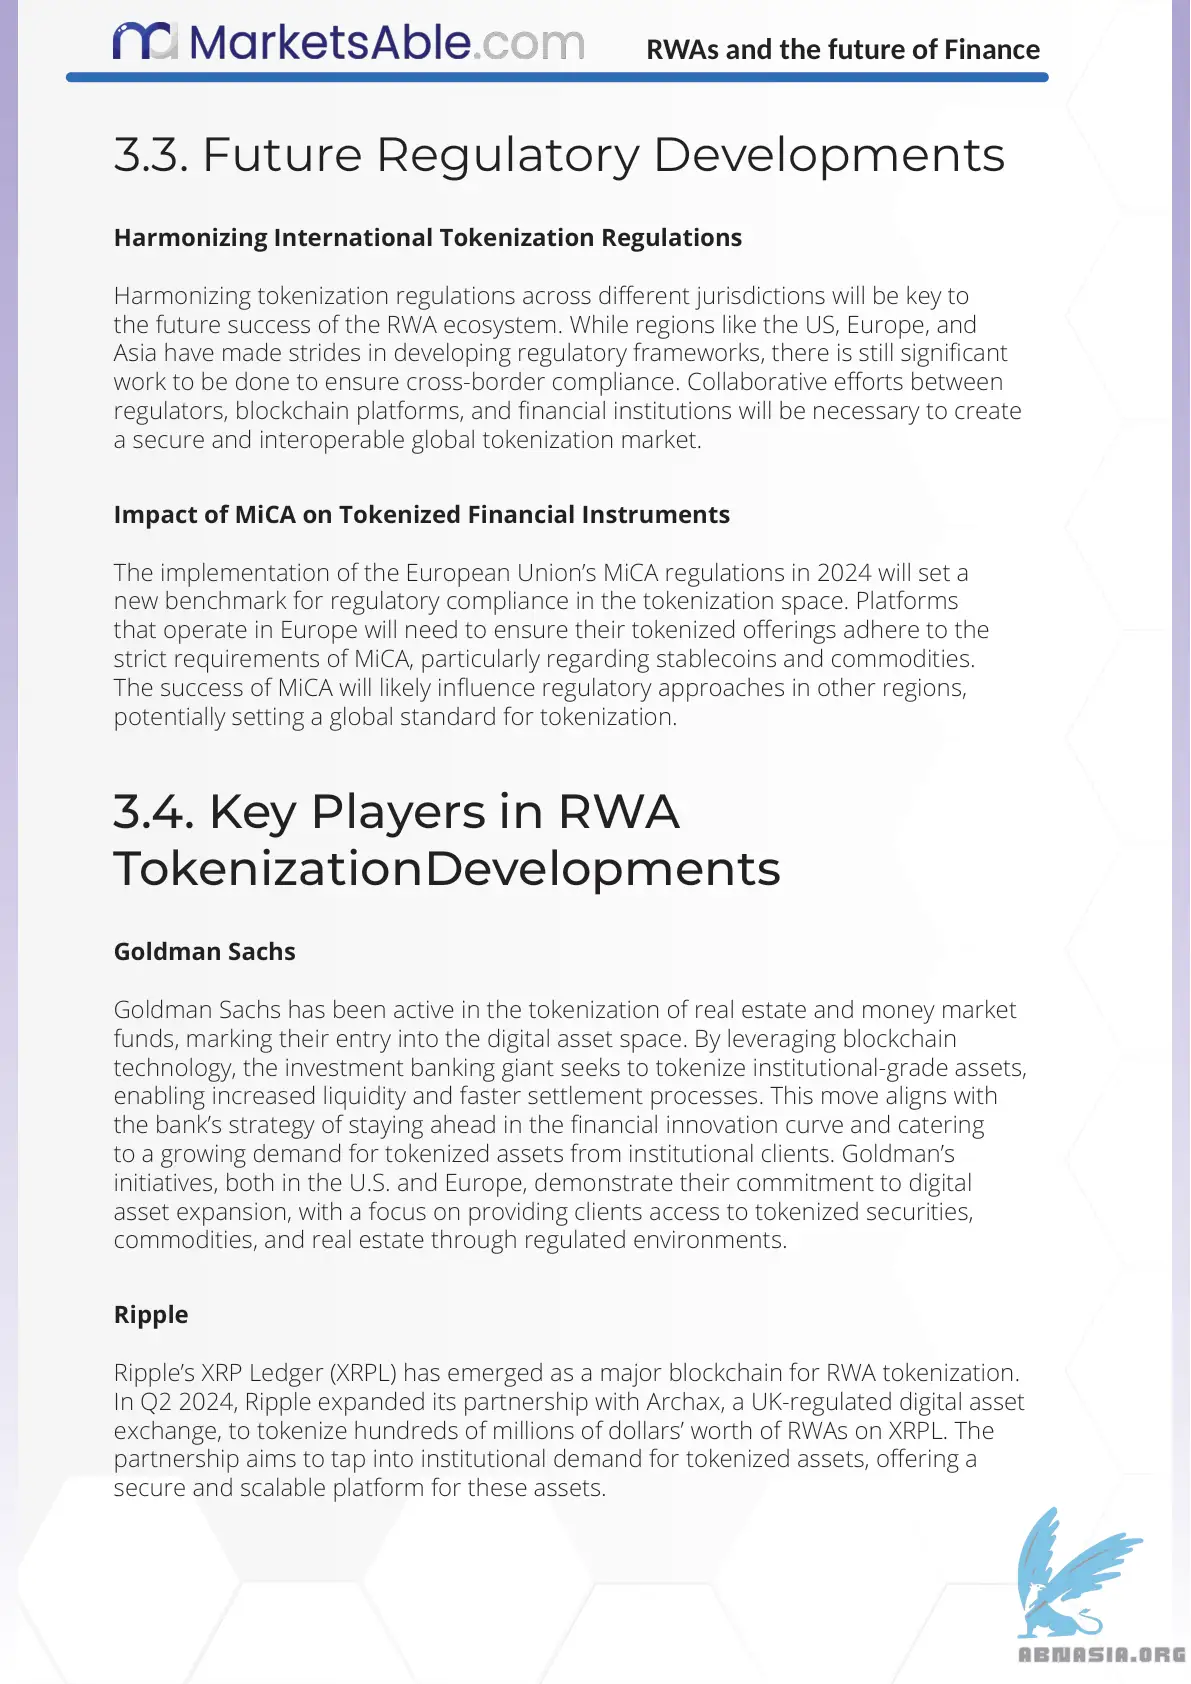 MarketsAble.com
RWAs and the future of Finance
3.3. Future Regulatory Developments
Harmonizing International Tokenization Regulations
Harmonizing tokenization regulations across different jurisdictions will be key to
the future success of the RWA ecosystem. While regions like the US, Europe, and
Asia have made strides in developing regulatory frameworks, there is still significant
work to be done to ensure cross-border compliance. Collaborative efforts between
regulators, blockchain platforms, and financial institutions will be necessary to create
a secure and interoperable global tokenization market.
Impact of MiCA on Tokenized Financial Instruments
The implementation of the European Union’s MiCA regulations in 2024 will set a
new benchmark for regulatory compliance in the tokenization space. Platforms
that operate in Europe will need to ensure their tokenized offerings adhere to the
strict requirements of MiCA, particularly regarding stablecoins and commodities.
The success of MiCA will likely influence regulatory approaches in other regions,
potentially setting a global standard for tokenization.
3.4. Key Players in RWA
TokenizationDevelopments
Goldman Sachs
Goldman Sachs has been active in the tokenization of real estate and money market
funds, marking their entry into the digital asset space. By leveraging blockchain
technology, the investment banking giant seeks to tokenize institutional-grade assets,
enabling increased liquidity and faster settlement processes. This move aligns with
the bank’s strategy of staying ahead in the financial innovation curve and catering
to a growing demand for tokenized assets from institutional clients. Goldman’s
initiatives, both in the U.S. and Europe, demonstrate their commitment to digital
asset expansion, with a focus on providing clients access to tokenized securities,
commodities, and real estate through regulated environments.
Ripple
Ripple’s XRP Ledger (XRPL) has emerged as a major blockchain for RWA tokenization.
In Q2 2024, Ripple expanded its partnership with Archax, a UK-regulated digital asset
exchange, to tokenize hundreds of millions of dollars’ worth of RWAs on XRPL. The
partnership aims to tap into institutional demand for tokenized assets, offering a
secure and scalable platform for these assets.
ABNASIA.ORG